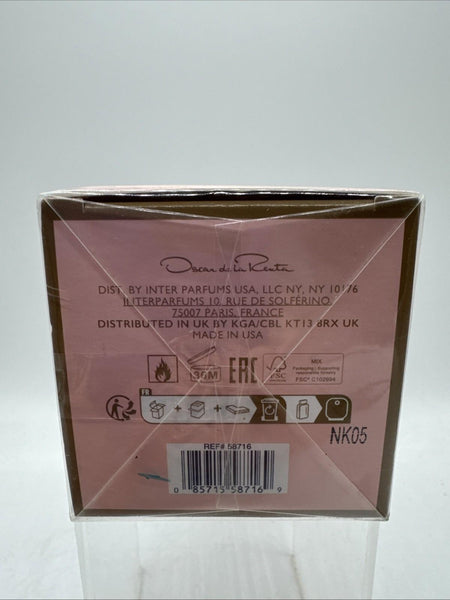 Oscar de la Renta
DIST. BY INTER PARFUMS USA, LLC NY, NY 10176
INTERPARFUMS 10, RUE DE SOLFÉRINO,
75007 PARIS, FRANCE
DISTRIBUTED IN UK BY KGA/CBL KT13 8RX UK
MADE IN USA
36M
EAC
FSC
MIX
Packaging | Supporting
responsible forestry
FSC® C102694
FR
NK05
REF# 58716
0 85715 58716 9